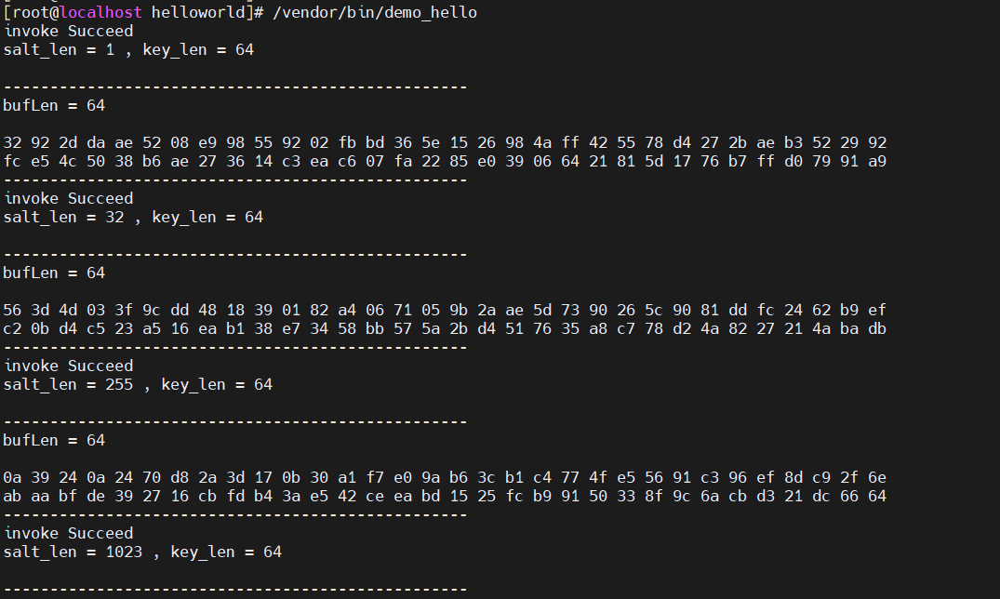 [root@localhost helloworld]# /vendor/bin/demo_hello
invoke Succeed
salt_len = 1 , key_len = 64
--------------------------------------------------
bufLen = 64
32 92 2d da ae 52 08 e9 98 55 92 02 fb bd 36 5e 15 26 98 4a ff 42 55 78 d4 27 2b ae b3 52 29 92
fc e5 4c 50 38 b6 ae 27 36 14 c3 ea c6 07 fa 22 85 e0 39 06 64 21 81 5d 17 76 b7 ff d0 79 91 a9
--------------------------------------------------
invoke Succeed
salt_len = 32 , key_len = 64
--------------------------------------------------
bufLen = 64
56 3d 4d 03 3f 9c dd 48 18 39 01 82 a4 06 71 05 9b 2a ae 5d 73 90 26 5c 90 81 dd fc 24 62 b9 ef
c2 0b d4 c5 23 a5 16 ea b1 38 e7 34 58 bb 57 5a 2b d4 51 76 35 a8 c7 78 d2 4a 82 27 21 4a ba db
--------------------------------------------------
invoke Succeed
salt_len = 255 , key_len = 64
--------------------------------------------------
bufLen = 64
0a 39 24 0a 24 70 d8 2a 3d 17 0b 30 a1 f7 e0 9a b6 3c b1 c4 77 4f e5 56 91 c3 96 ef 8d c9 2f 6e
ab aa bf de 39 27 16 cb fd b4 3a e5 42 ce ea bd 15 25 fc b9 91 50 33 8f 9c 6a cb d3 21 dc 66 64
--------------------------------------------------
invoke Succeed
salt_len = 1023 , key_len = 64
--------------------------------------------------